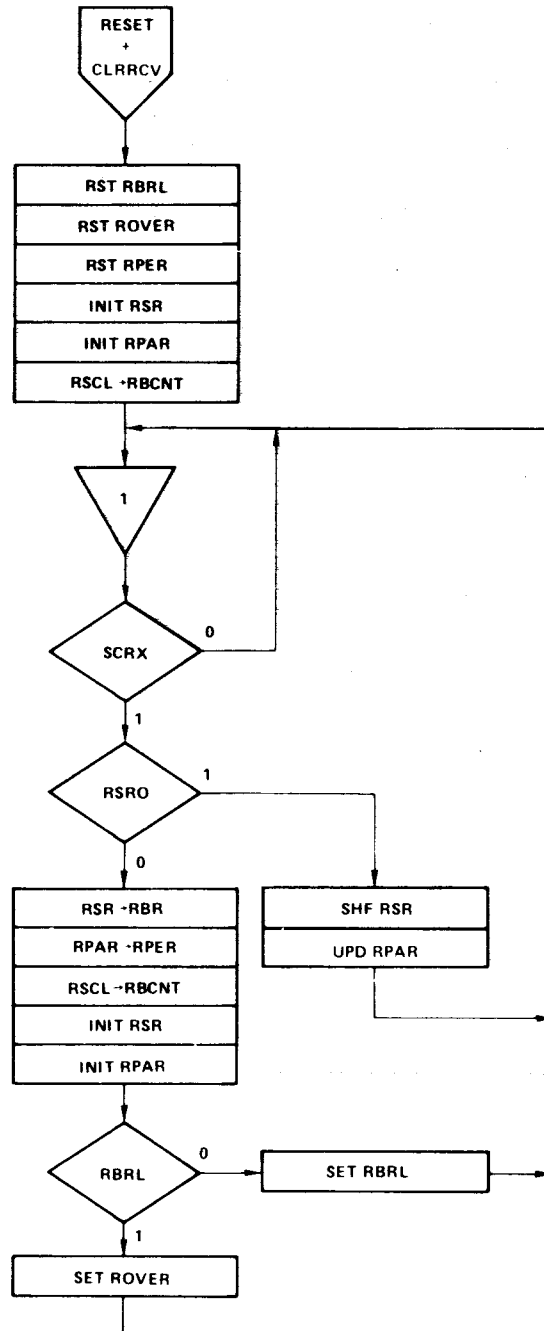 RESET
+
CLRRCV
RST RBRL
RST ROVER
RST RPER
INIT RSR
INIT RPAR
RSCL→RBCNT
1
SCRX
0
1
RSRO
1
0
RSR→RBR
RPAR→RPER
RSCL→RBCNT
INIT RSR
INIT RPAR
SHF RSR
UPD RPAR
RBRL
0
SET RBRL
1
SET ROVER